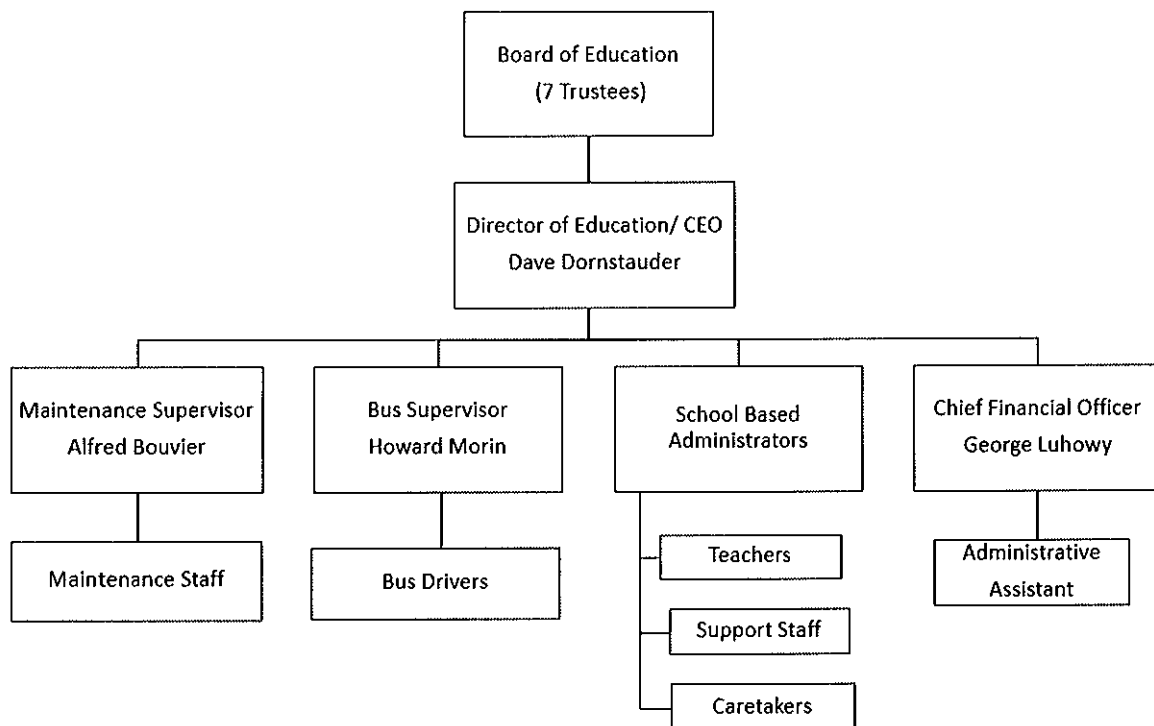 Board of Education
(7 Trustees)
Director of Education/ CEO
Dave Dornstauder
Maintenance Supervisor
Alfred Bouvier
Bus Supervisor
Howard Morin
School Based
Administrators
Chief Financial Officer
George Luhowy
Maintenance Staff
Bus Drivers
Teachers
Support Staff
Caretakers
Administrative
Assistant